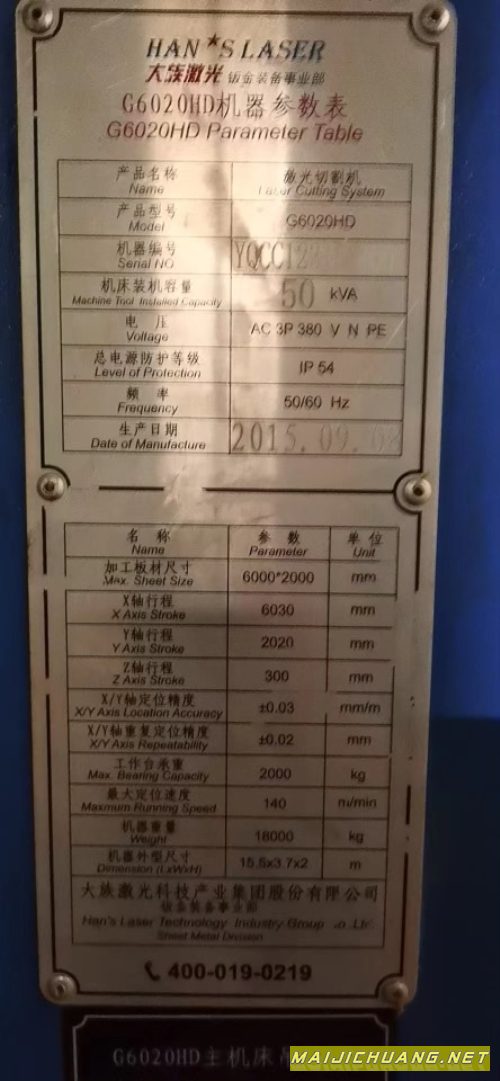 HAN★S LASER
大族激光 钣金装备事业部
G6020HD机器参数表
G6020HD Parameter Table
产品名称 激光切割机
Name Laser Cutting System
产品型号 G6020HD
Model
机器编号 YQCC12
Serial NO
机床装机容量 50 kVA
Machine Tool Installed Capacity
电 压 AC 3P 380 V N PE
Voltage
总电源防护等级 IP 54
Level of Protection
频 率 50/60 Hz
Frequency
生产日期 2015.09.02
Date of Manufacture
名 称 参 数 单 位
Name Parameter Unit
加工板材尺寸 6000*2000 mm
Max. Sheet Size
X轴行程 6030 mm
X Axis Stroke
Y轴行程 2020 mm
Y Axis Stroke
Z轴行程 300 mm
Z Axis Stroke
X/Y轴定位精度 ±0.03 mm/m
X/Y Axis Location Accuracy
X/Y轴重复定位精度 ±0.02 mm
X/Y Axis Repeatability
工作台承重 2000 kg
Max. Bearing Capacity
最大定位速度 140 m/min
Maxmum Running Speed
机器重量 18000 kg
Weight
机器外型尺寸 15.5x3.7x2 m
Dimension (LxWxH)
大族激光科技产业集团股份有限公司
钣金装备事业部
Han's Laser Technology Industry Group Co.,Ltd.
Sheet Metal Division
400-019-0219
G6020HD主机床
MAIJICHUANG.NET